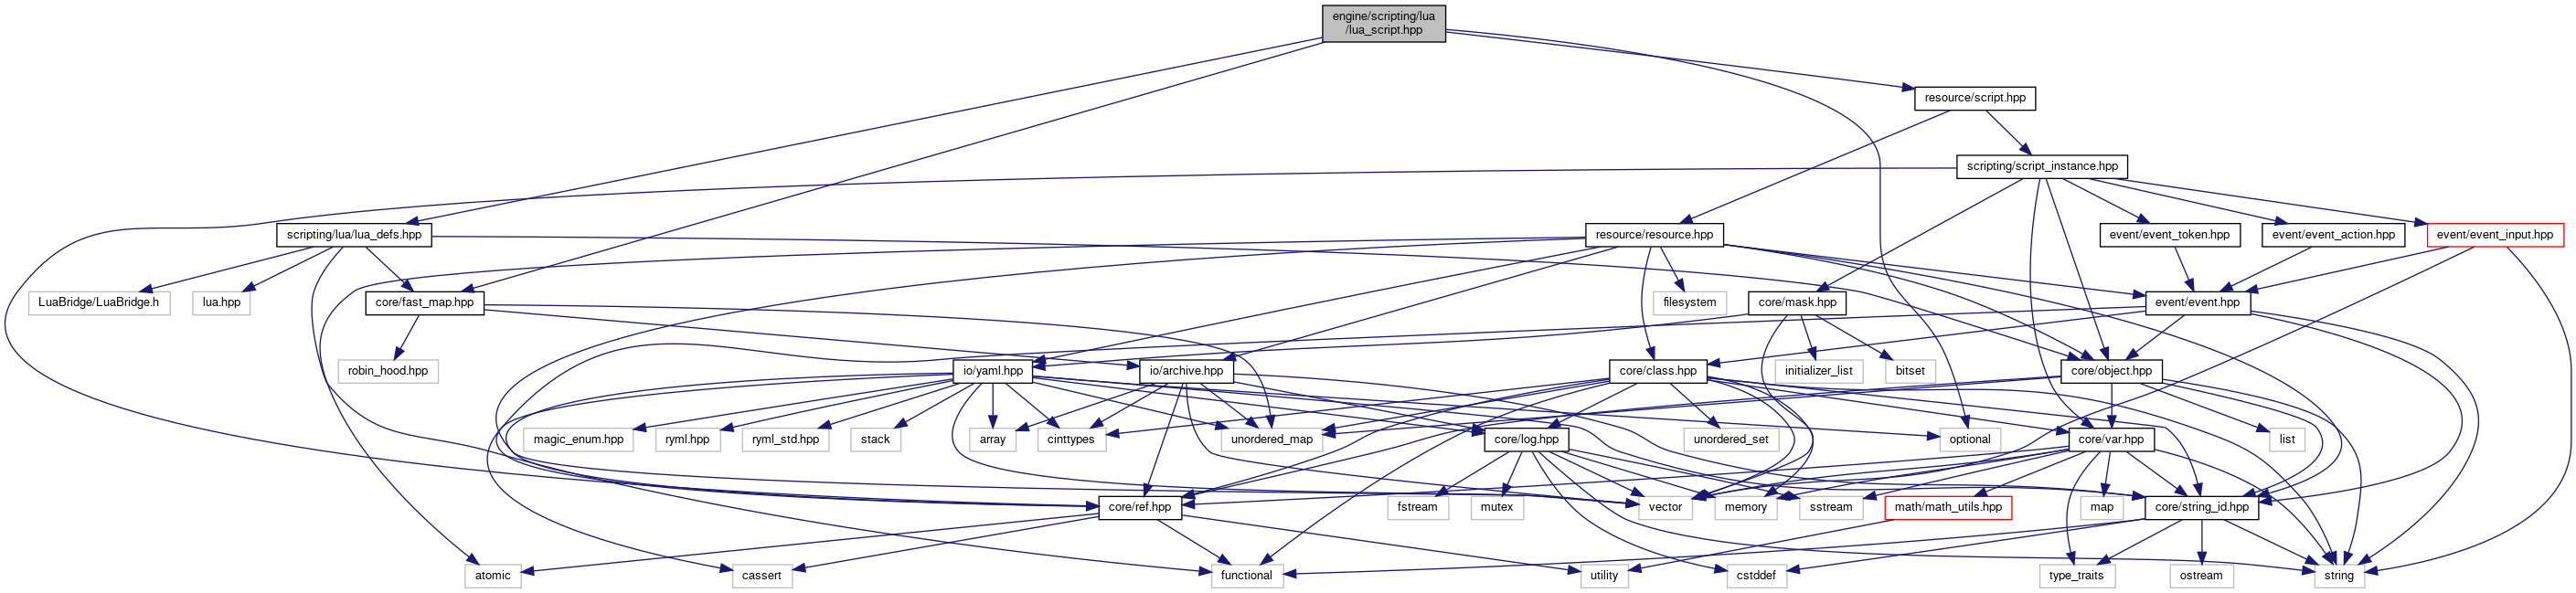 engine/scripting/lua
/lua_script.hpp
resource/script.hpp
scripting/script_instance.hpp
scripting/lua/lua_defs.hpp
resource/resource.hpp
event/event_token.hpp
event/event_action.hpp
event/event_input.hpp
LuaBridge/LuaBridge.h
lua.hpp
core/fast_map.hpp
filesystem
core/mask.hpp
event/event.hpp
robin_hood.hpp
io/yaml.hpp
io/archive.hpp
core/class.hpp
initializer_list
bitset
core/object.hpp
magic_enum.hpp
ryml.hpp
ryml_std.hpp
stack
array
cinttypes
unordered_map
core/log.hpp
unordered_set
optional
core/var.hpp
list
core/ref.hpp
fstream
mutex
vector
memory
sstream
math/math_utils.hpp
map
core/string_id.hpp
atomic
cassert
functional
utility
cstddef
type_traits
ostream
string